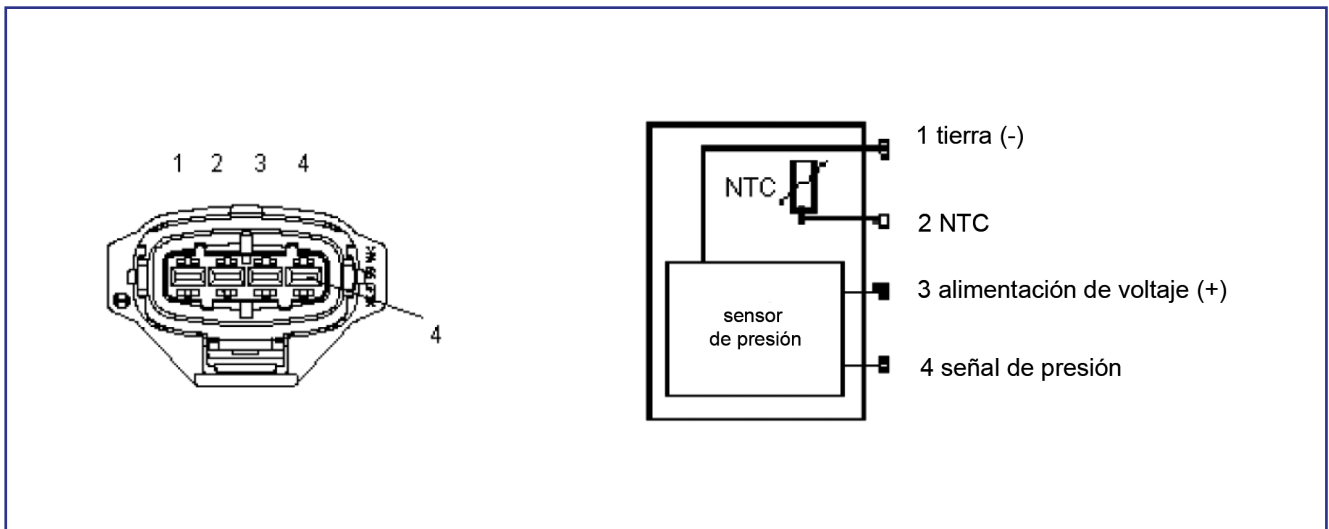 1 2 3 4
4
1 tierra (-)
NTC
2 NTC
3 alimentación de voltaje (+)
sensor
de presión
4 señal de presión